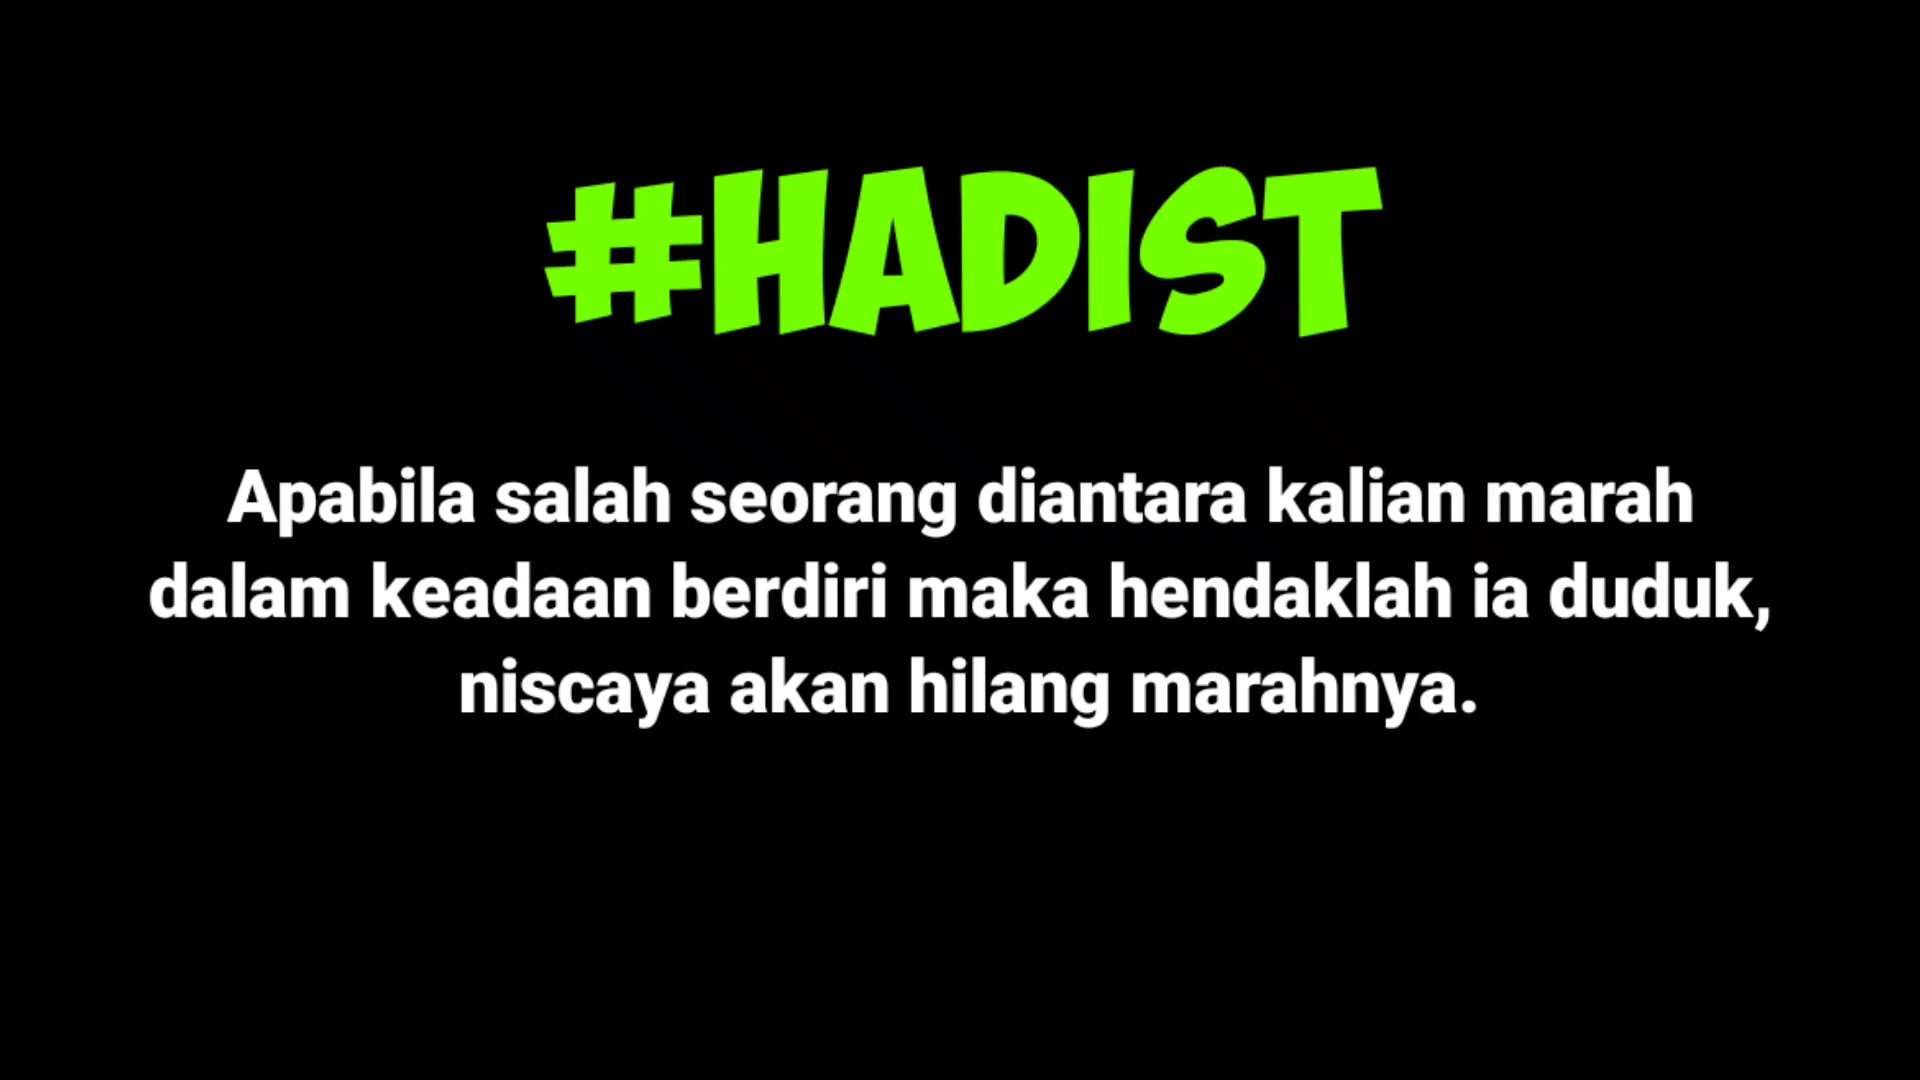 #HADIST
Apabila salah seorang diantara kalian marah
dalam keadaan berdiri maka hendaklah ia duduk,
niscaya akan hilang marahnya.